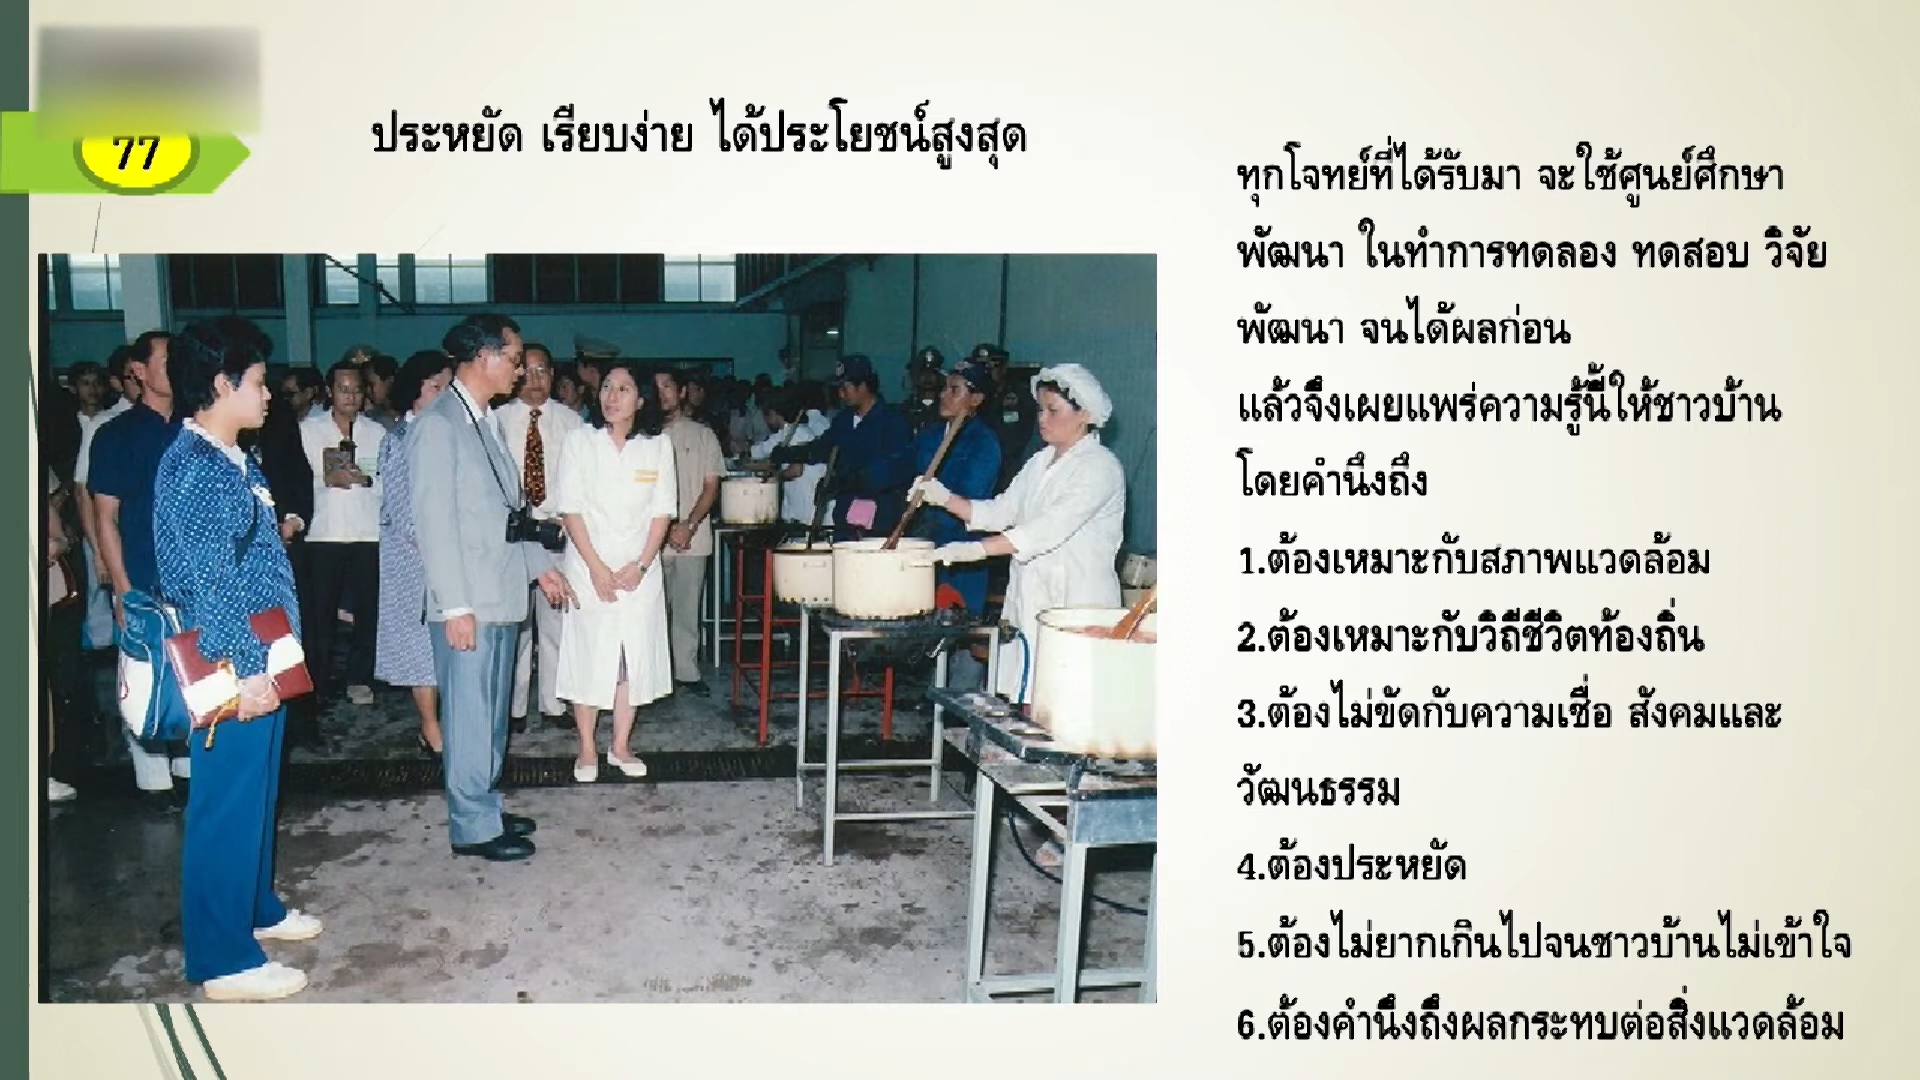 77
ประหยัด เรียบง่าย ได้ประโยชน์สูงสุด
ทุกโจทย์ที่ได้รับมา จะใช้ศูนย์ศึกษา
พัฒนา ในทำการทดลอง ทดสอบ วิจัย
พัฒนา จนได้ผลก่อน
แล้วจึงเผยแพร่ความรู้นี้ให้ชาวบ้าน
โดยคำนึงถึง
1.ต้องเหมาะกับสภาพแวดล้อม
2.ต้องเหมาะกับวิถีชีวิตท้องถิ่น
3.ต้องไม่ขัดกับความเชื่อ สังคมและ
วัฒนธรรม
4.ต้องประหยัด
5.ต้องไม่ยากเกินไปจนชาวบ้านไม่เข้าใจ
6.ต้องคำนึงถึงผลกระทบต่อสิ่งแวดล้อม